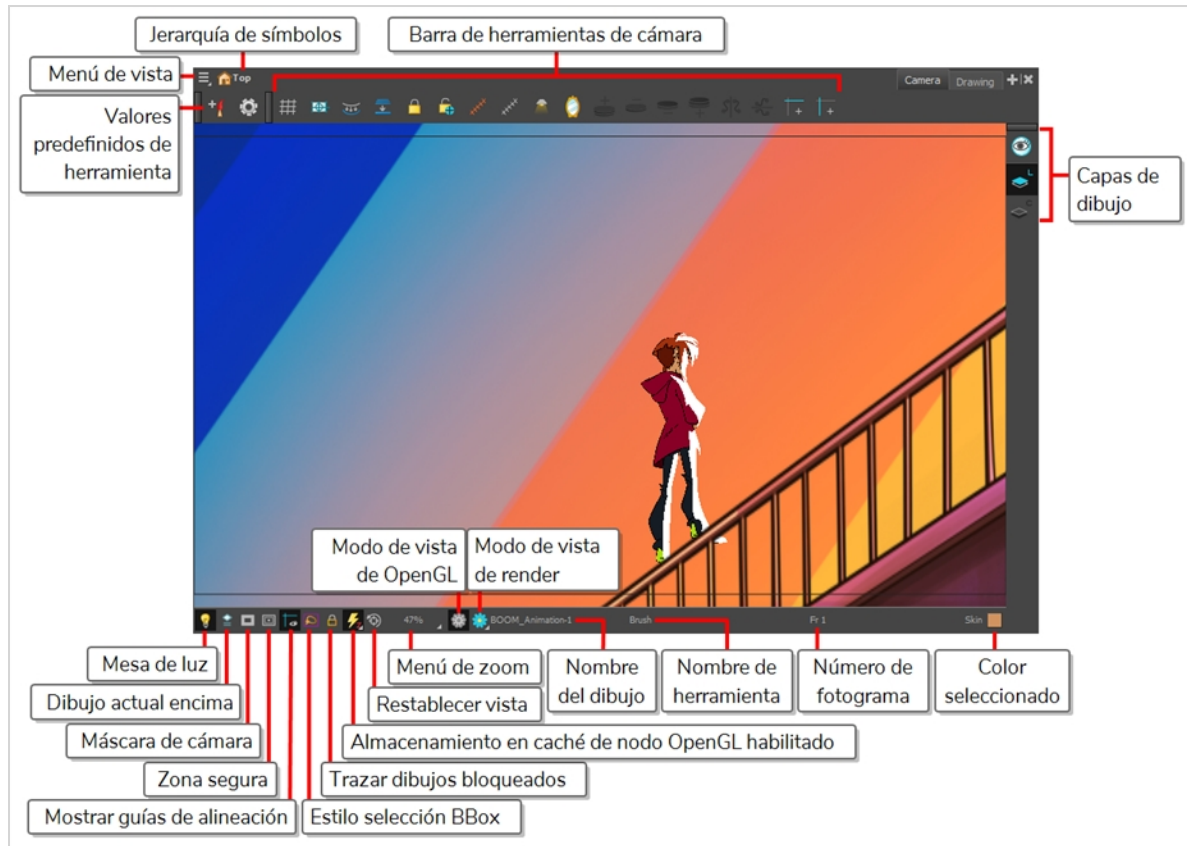 Jerarquía de símbolos
Barra de herramientas de cámara
Menú de vista
Top
Camera
Drawing
Valores
predefinidos de
herramienta
L
C
Capas de
dibujo
Modo de vista
de OpenGL
Modo de vista
de render
47%
BOOM_Animation-1
Brush
Fr 1
Skin
Mesa de luz
Menú de zoom
Nombre
del dibujo
Nombre de
herramienta
Número de
fotograma
Color
seleccionado
Dibujo actual encima
Restablecer vista
Máscara de cámara
Almacenamiento en caché de nodo OpenGL habilitado
Zona segura
Trazar dibujos bloqueados
Mostrar guías de alineación
Estilo selección BBox